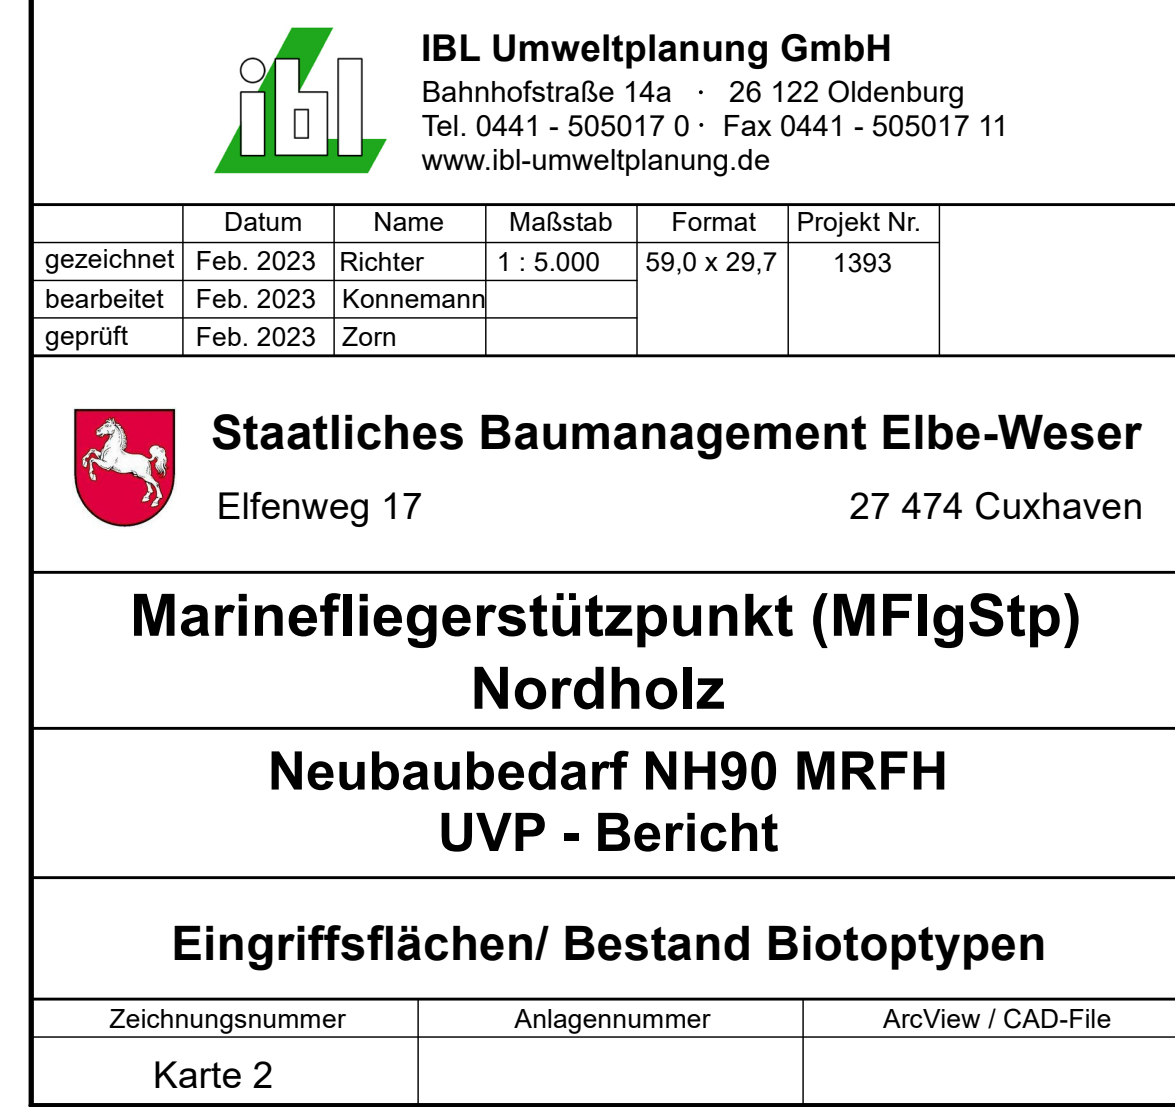 ibl
IBL Umweltplanung GmbH
Bahnhofstraße 14a · 26 122 Oldenburg
Tel. 0441 - 505017 0 · Fax 0441 - 505017 11
www.ibl-umweltplanung.de
Datum Name Maßstab Format Projekt Nr.
gezeichnet Feb. 2023 Richter 1 : 5.000 59,0 x 29,7 1393
bearbeitet Feb. 2023 Konnemann
geprüft Feb. 2023 Zorn
Staatliches Baumanagement Elbe-Weser
Elfenweg 17 27 474 Cuxhaven
Marinefliegerstützpunkt (MFlgStp)
Nordholz
Neubaubedarf NH90 MRFH
UVP - Bericht
Eingriffsflächen/ Bestand Biotoptypen
Zeichnungsnummer Anlagennummer ArcView / CAD-File
Karte 2